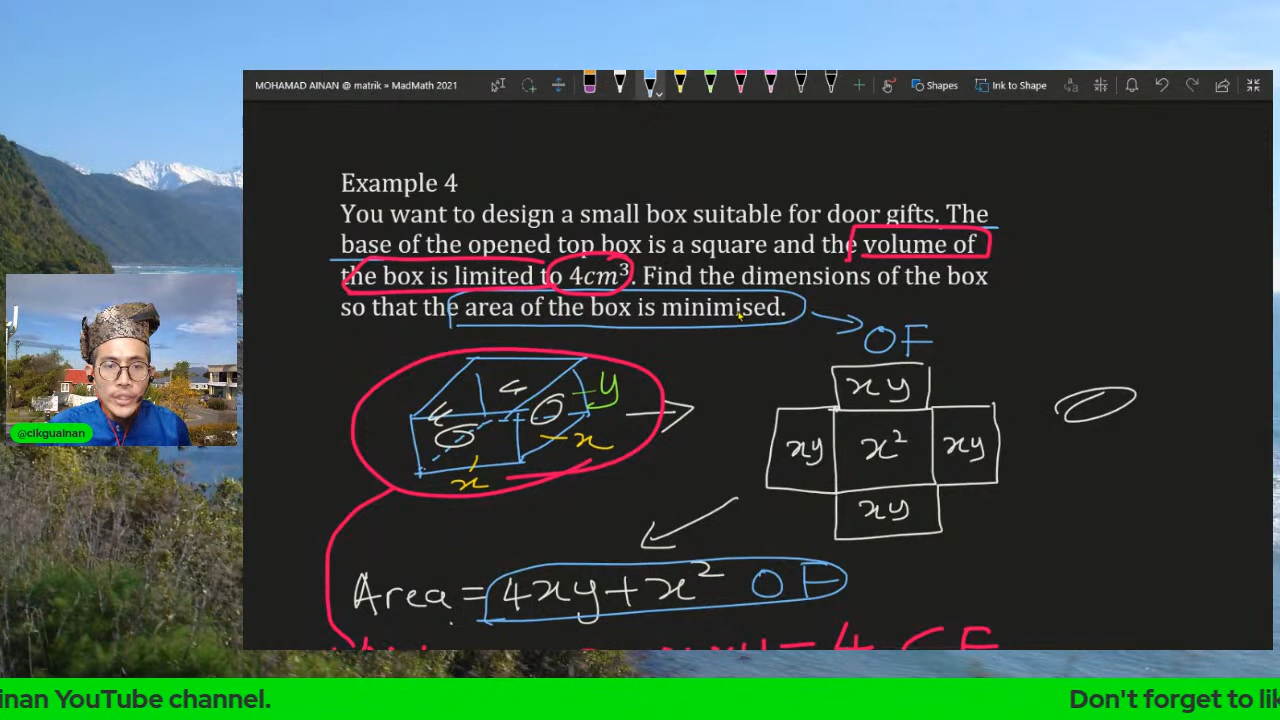 MOHAMAD AINAN @ matrik » MadMath 2021
Shapes
Ink to Shape
Example 4
You want to design a small box suitable for door gifts. The
base of the opened top box is a square and the volume of
the box is limited to 4cm³. Find the dimensions of the box
so that the area of the box is minimised.
OF
y
x
x
xy
xy
x²
xy
xy
Area = 4xy + x² OF
@cikguainan
inan YouTube channel.
Don't forget to lik